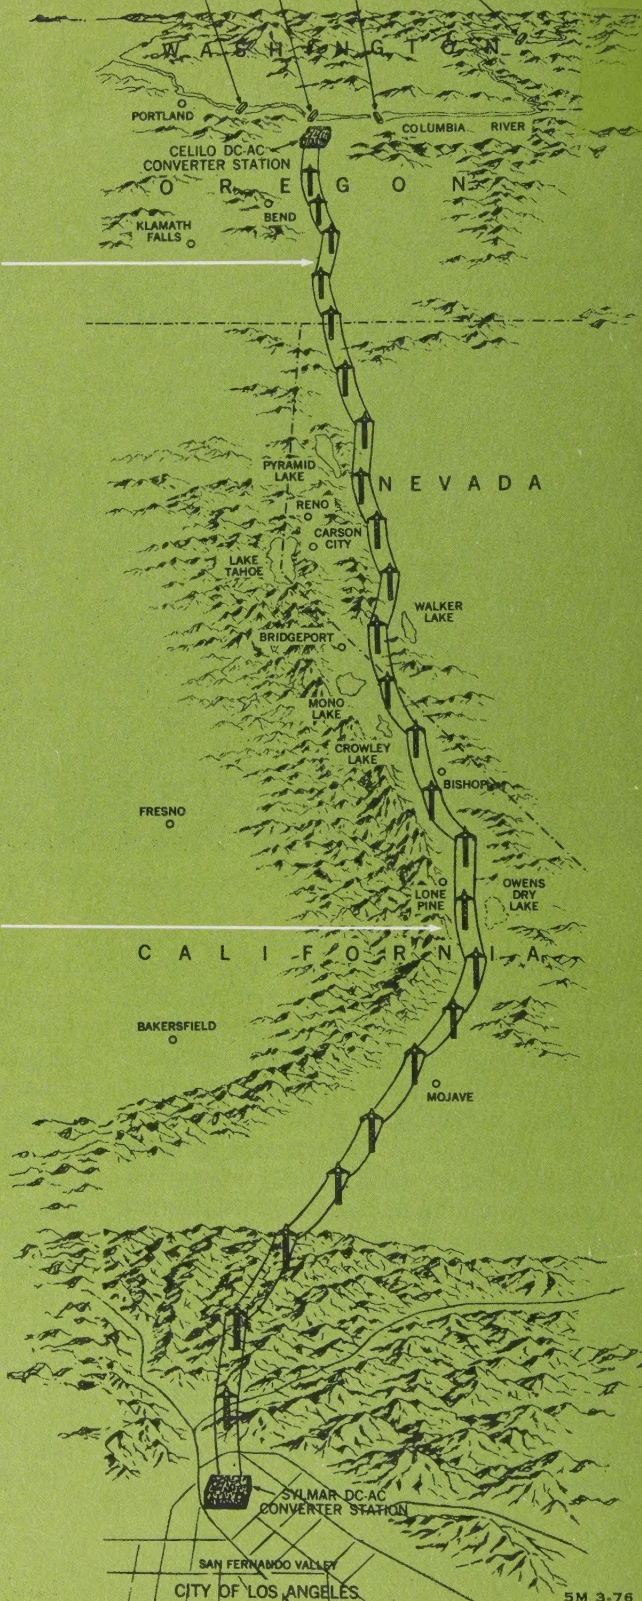 WASHINGTON
PORTLAND
COLUMBIA RIVER
CELILO DC-AC
CONVERTER STATION
OREGON
BEND
KLAMATH
FALLS
PYRAMID
LAKE
NEVADA
RENO
CARSON
CITY
LAKE
TAHOE
WALKER
LAKE
BRIDGEPORT
MONO
LAKE
CROWLEY
LAKE
BISHOP
FRESNO
LONE
PINE
OWENS
DRY
LAKE
CALIFORNIA
BAKERSFIELD
MOJAVE
SYLMAR DC-AC
CONVERTER STATION
SAN FERNANDO VALLEY
CITY OF LOS ANGELES
5M 3-76